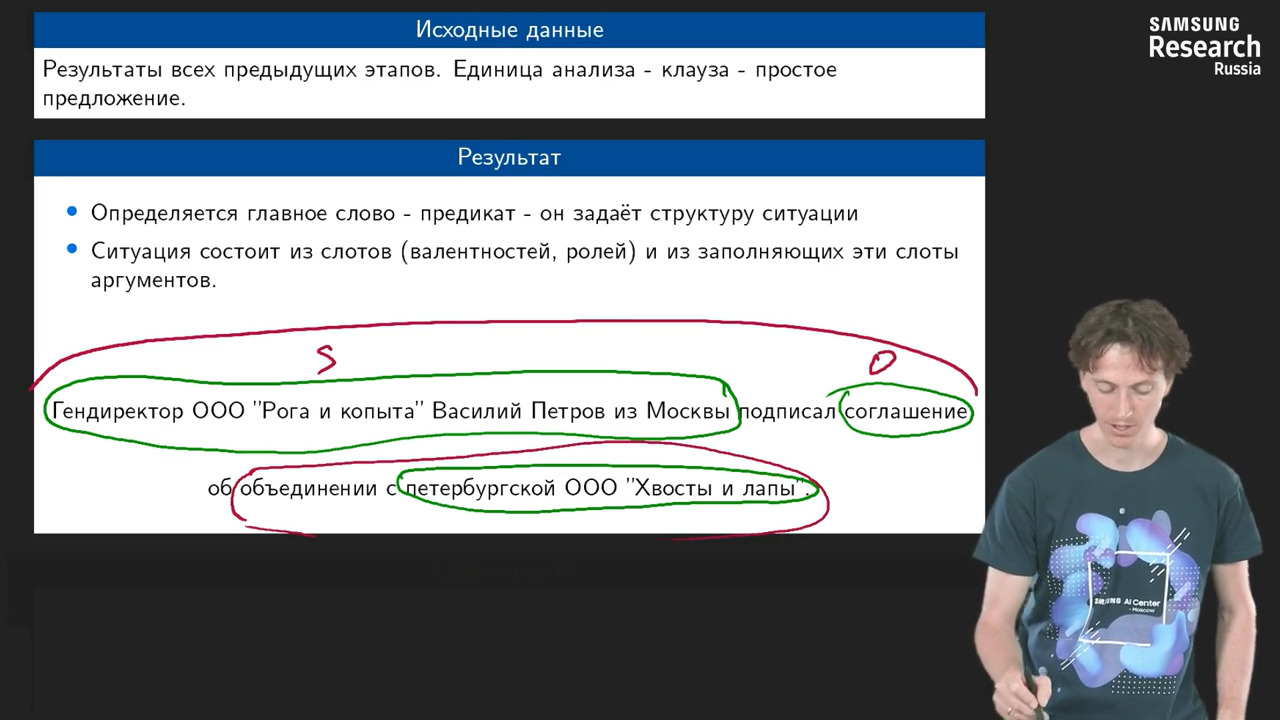 Исходные данные
SAMSUNG
Research
Russia
Результаты всех предыдущих этапов. Единица анализа - клауза - простое
предложение.
Результат
Определяется главное слово - предикат - он задаёт структуру ситуации
Ситуация состоит из слотов (валентностей, ролей) и из заполняющих эти слоты
аргументов.
S O
Гендиректор ООО "Рога и копыта" Василий Петров из Москвы подписал соглашение
об объединении с петербургской ООО "Хвосты и лапы".
SAMSUNG AI Center
- Moscow